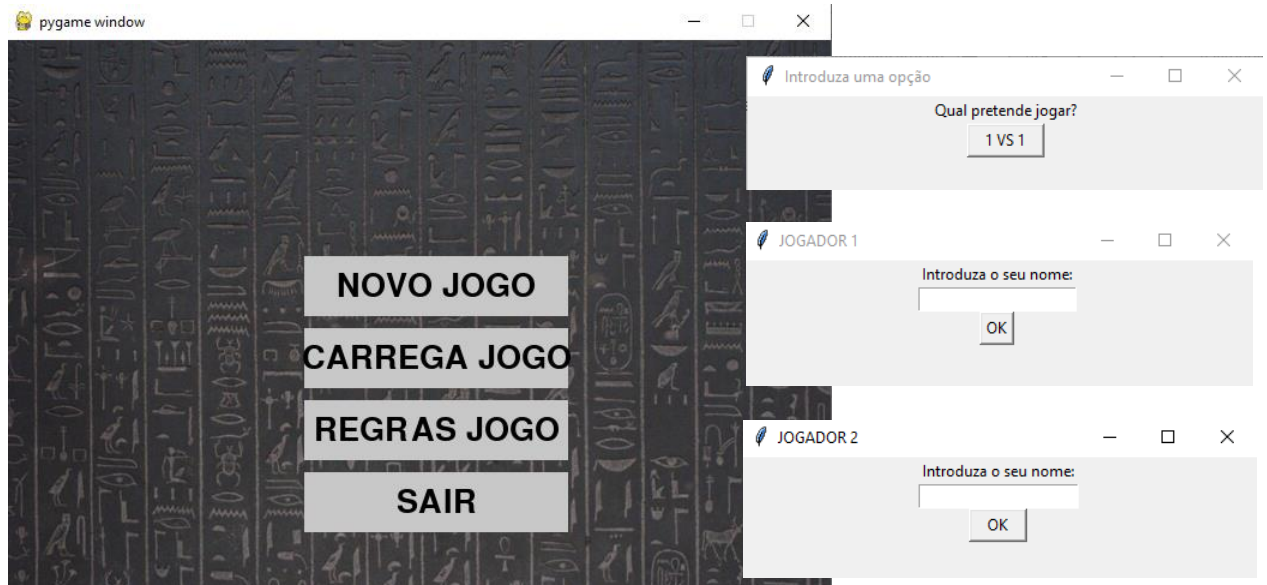 pygame window
NOVO JOGO
CARREGA JOGO
REGRAS JOGO
SAIR
Introduza uma opção
Qual pretende jogar?
1 VS 1
JOGADOR 1
Introduza o seu nome:
OK
JOGADOR 2
Introduza o seu nome:
OK